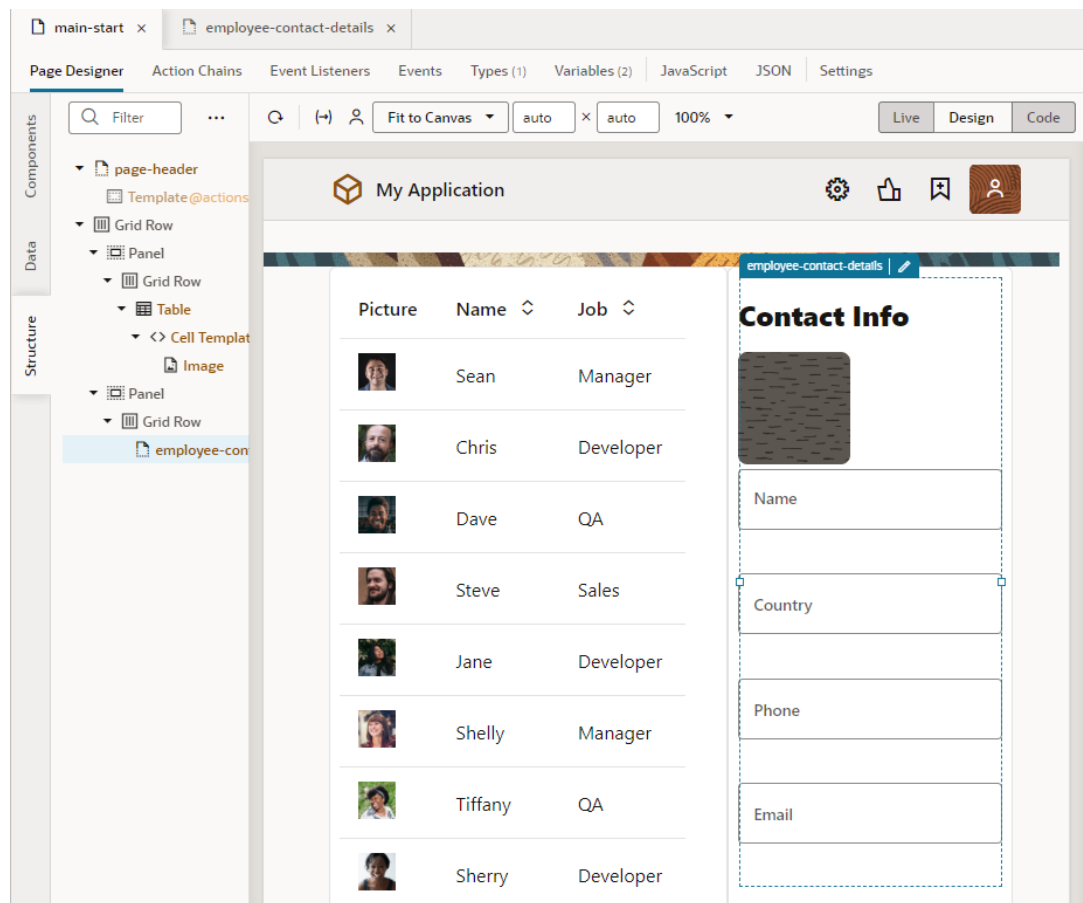 main-start × employee-contact-details ×
Page Designer Action Chains Event Listeners Events Types (1) Variables (2) JavaScript JSON Settings
Components
Data
Structure
Filter ...
Fit to Canvas auto × auto 100% Live Design Code
page-header
Template@actions
Grid Row
Panel
Grid Row
Table
<> Cell Templat
Image
Panel
Grid Row
employee-con
My Application
employee-contact-details
Picture Name Job
Sean Manager
Chris Developer
Dave QA
Steve Sales
Jane Developer
Shelly Manager
Tiffany QA
Sherry Developer
Contact Info
Name
Country
Phone
Email